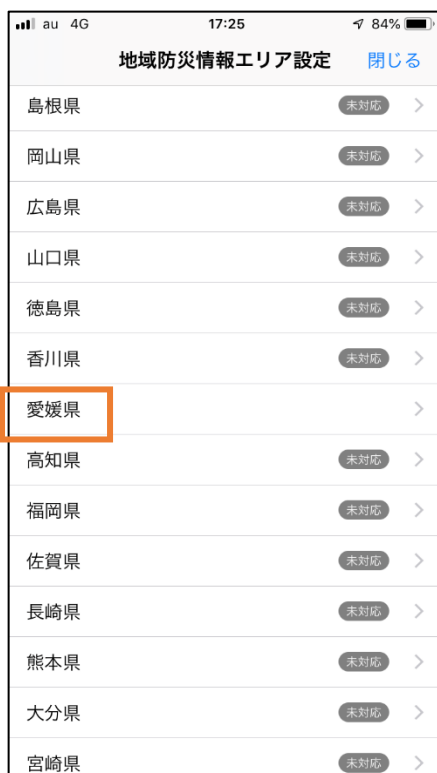 au 4G 17:25 84%
地域防災情報エリア設定 閉じる
島根県 未対応
岡山県 未対応
広島県 未対応
山口県 未対応
徳島県 未対応
香川県 未対応
愛媛県
高知県 未対応
福岡県 未対応
佐賀県 未対応
長崎県 未対応
熊本県 未対応
大分県 未対応
宮崎県 未対応